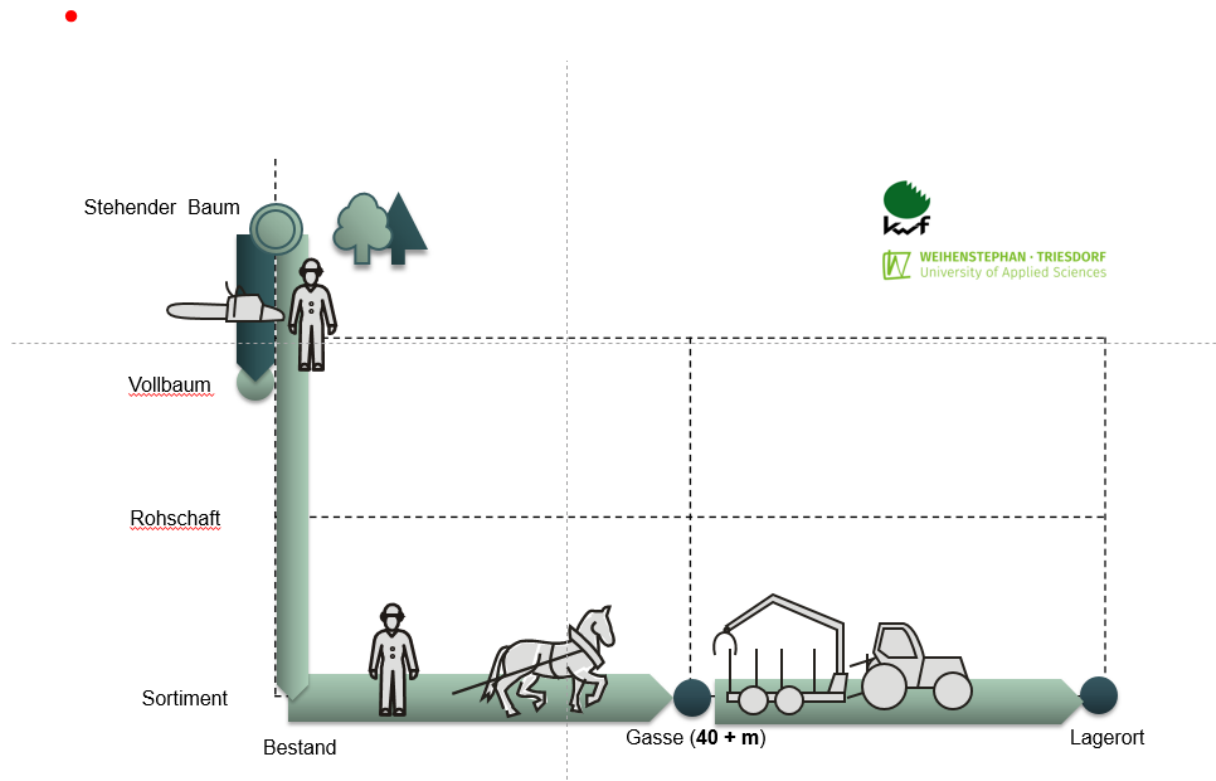 Stehender Baum
kwf
WEIHENSTEPHAN · TRIESDORF
University of Applied Sciences
Vollbaum
Rohschaft
Sortiment
Bestand
Gasse (40 + m)
Lagerort